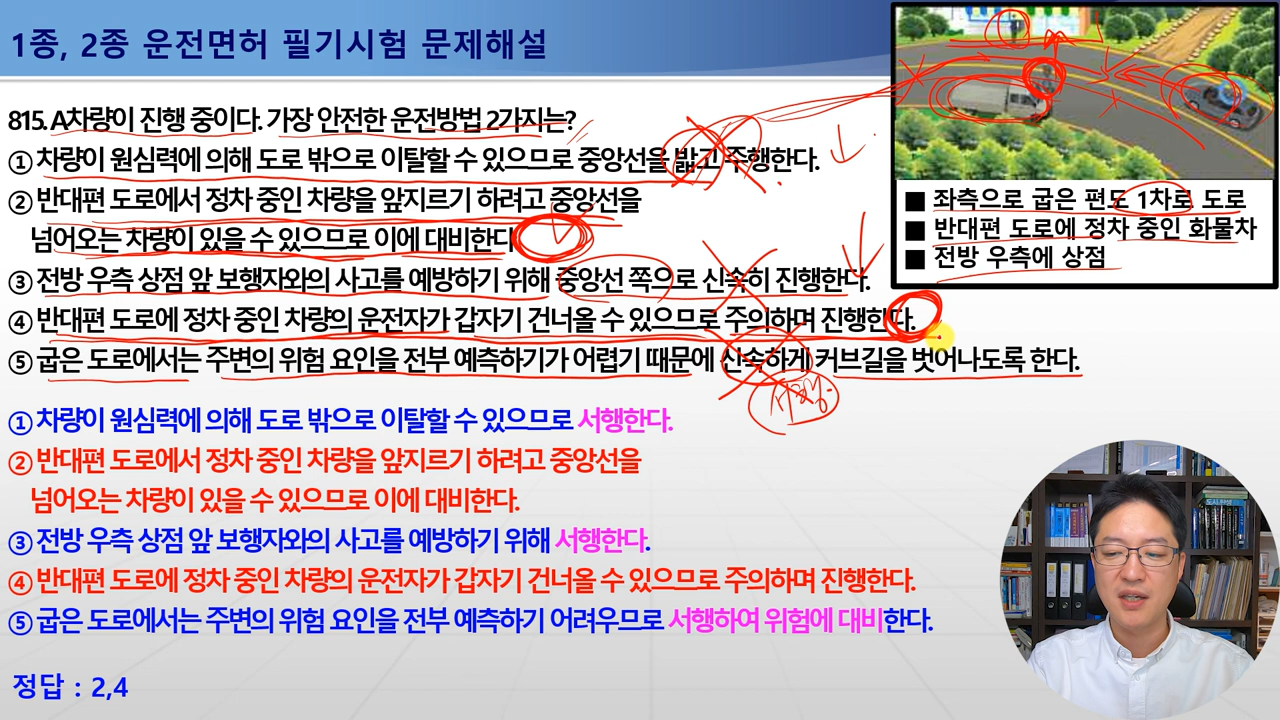 1종, 2종 운전면허 필기시험 문제해설
815. A차량이 진행 중이다. 가장 안전한 운전방법 2가지는?
① 차량이 원심력에 의해 도로 밖으로 이탈할 수 있으므로 중앙선을 밟고 주행한다.
② 반대편 도로에서 정차 중인 차량을 앞지르기 하려고 중앙선을
넘어오는 차량이 있을 수 있으므로 이에 대비한다
③ 전방 우측 상점 앞 보행자와의 사고를 예방하기 위해 중앙선 쪽으로 신속히 진행한다.
④ 반대편 도로에 정차 중인 차량의 운전자가 갑자기 건너올 수 있으므로 주의하며 진행한다.
⑤ 굽은 도로에서는 주변의 위험 요인을 전부 예측하기가 어렵기 때문에 신속하게 커브길을 벗어나도록 한다.
서행
■ 좌측으로 굽은 편도 1차로 도로
■ 반대편 도로에 정차 중인 화물차
■ 전방 우측에 상점
① 차량이 원심력에 의해 도로 밖으로 이탈할 수 있으므로 서행한다.
② 반대편 도로에서 정차 중인 차량을 앞지르기 하려고 중앙선을
넘어오는 차량이 있을 수 있으므로 이에 대비한다.
③ 전방 우측 상점 앞 보행자와의 사고를 예방하기 위해 서행한다.
④ 반대편 도로에 정차 중인 차량의 운전자가 갑자기 건너올 수 있으므로 주의하며 진행한다.
⑤ 굽은 도로에서는 주변의 위험 요인을 전부 예측하기 어려우므로 서행하여 위험에 대비한다.
정답 : 2,4